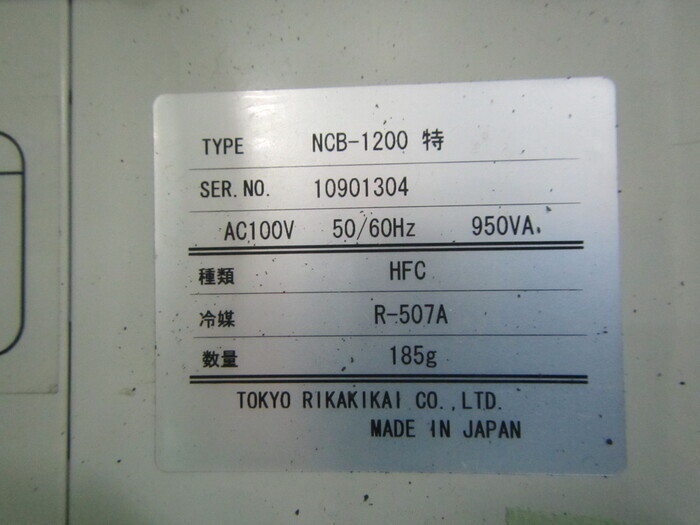 TYPE NCB-1200 特
SER.NO. 10901304
AC100V 50/60Hz 950VA
種類 HFC
冷媒 R-507A
数量 185g
TOKYO RIKAKIKAI CO.,LTD.
MADE IN JAPAN